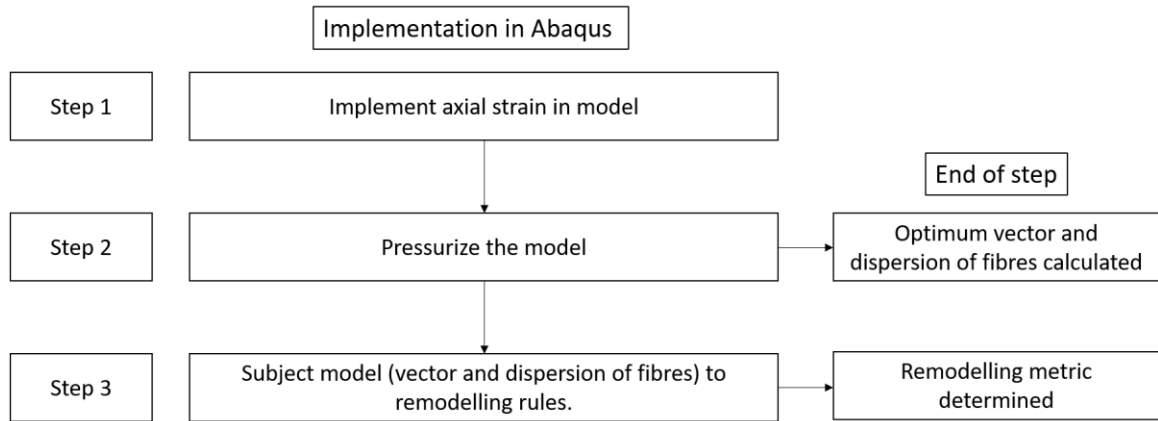 Implementation in Abaqus
Step 1
Implement axial strain in model
End of step
Step 2
Pressurize the model
Optimum vector and
dispersion of fibres calculated
Step 3
Subject model (vector and dispersion of fibres) to
remodelling rules.
Remodelling metric
determined